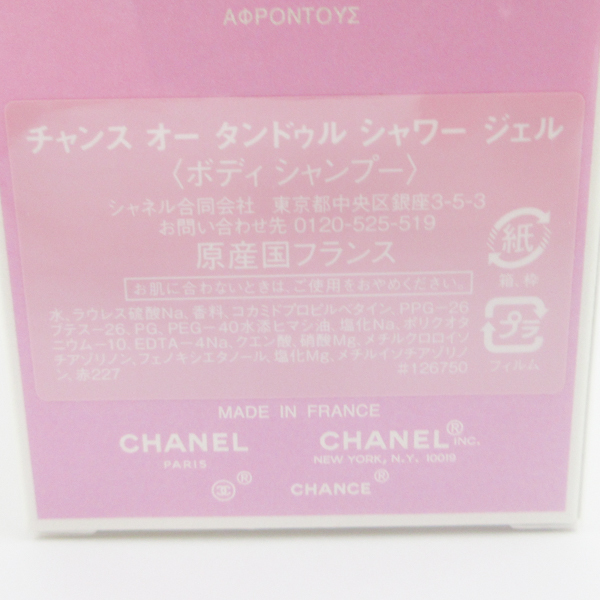 ΑΦΡΟΝΤΟΥΣ
チャンス オー タンドゥル シャワー ジェル
〈ボディ シャンプー〉
シャネル合同会社 東京都中央区銀座3-5-3
お問い合わせ先 0120-525-519
原産国フランス
お肌に合わないときは、ご使用をおやめください。
水, ラウレス硫酸Na, 香料, コカミドプロピルベタイン, PPG-26
ブテス-26, PG, PEG-40水添ヒマシ油, 塩化Na, ポリクオタ
ニウム-10, EDTA-4Na, クエン酸, 硝酸Mg, メチルクロロイソ
チアゾリノン, フェノキシエタノール, 塩化Mg, メチルイソチアゾリノ
ン, 赤227
#126750
紙
箱, 枠
プラ
フィルム
MADE IN FRANCE
CHANEL
PARIS
CHANEL® INC.
NEW YORK, N.Y. 10019
®
CHANCE®